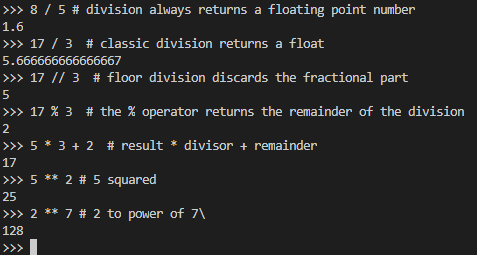 >>> 8 / 5 # division always returns a floating point number
1.6
>>> 17 / 3  # classic division returns a float
5.666666666666667
>>> 17 // 3  # floor division discards the fractional part
5
>>> 17 % 3  # the % operator returns the remainder of the division
2
>>> 5 * 3 + 2  # result * divisor + remainder
17
>>> 5 ** 2 # 5 squared
25
>>> 2 ** 7 # 2 to power of 7\
128
>>>